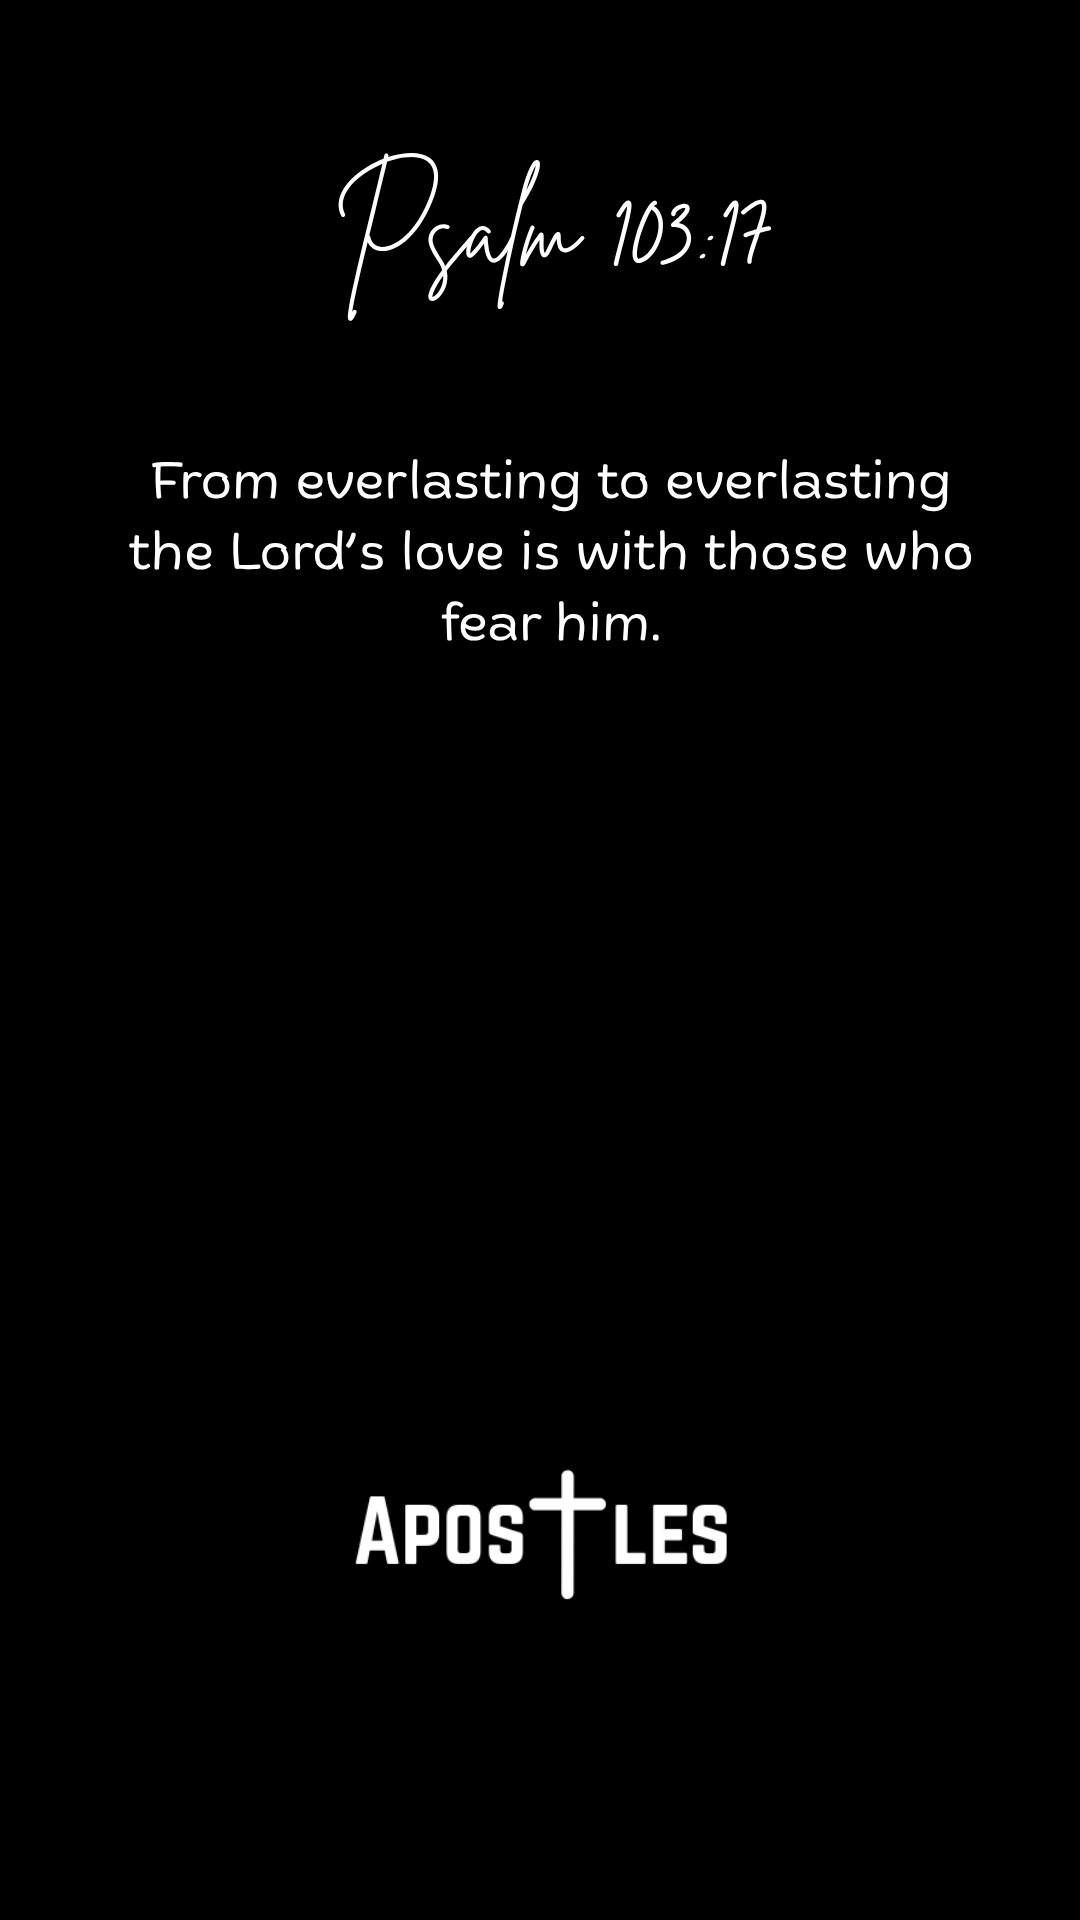 Psalm 103:17
From everlasting to everlasting
the Lord's love is with those who
fear him.
APOSTLES